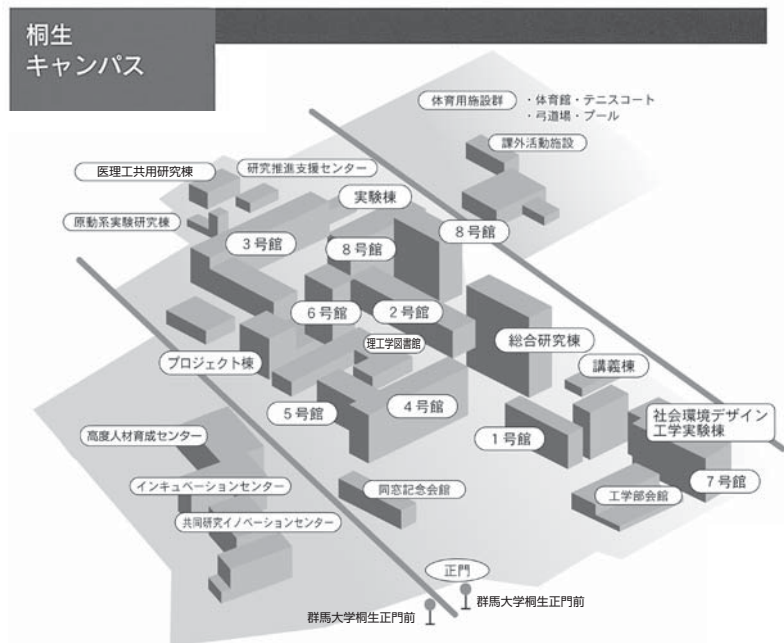 桐生
キャンパス
体育用施設群 ・体育館・テニスコート
・弓道場・プール
課外活動施設
医理工共用研究棟
研究推進支援センター
実験棟
原動系実験研究棟
3号館
8号館
8号館
6号館
2号館
理工学図書館
総合研究棟
プロジェクト棟
講義棟
5号館
4号館
社会環境デザイン
工学実験棟
1号館
高度人材育成センター
7号館
インキュベーションセンター
同窓記念会館
工学部会館
共同研究イノベーションセンター
正門
群馬大学桐生正門前
群馬大学桐生正門前